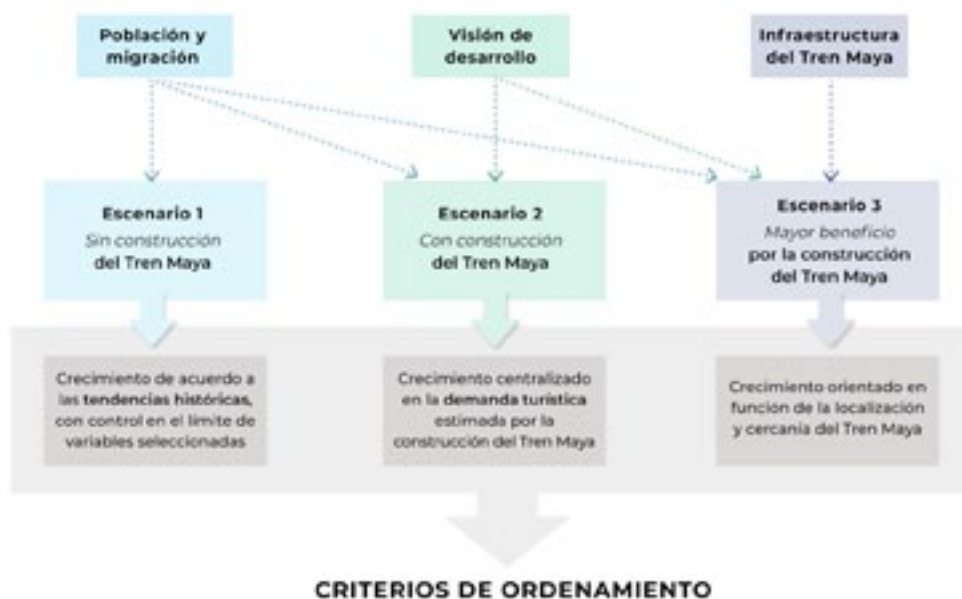 Población y
migración
Visión de
desarrollo
Infraestructura
del Tren Maya
Escenario 1
Sin construcción
del Tren Maya
Escenario 2
Con construcción
del Tren Maya
Escenario 3
Mayor beneficio
por la construcción
del Tren Maya
Crecimiento de acuerdo a
las tendencias históricas,
con control en el límite de
variables seleccionadas
Crecimiento centralizado
en la demanda turística
estimada por la
construcción del Tren Maya
Crecimiento orientado en
función de la localización
y cercanía del Tren Maya
CRITERIOS DE ORDENAMIENTO